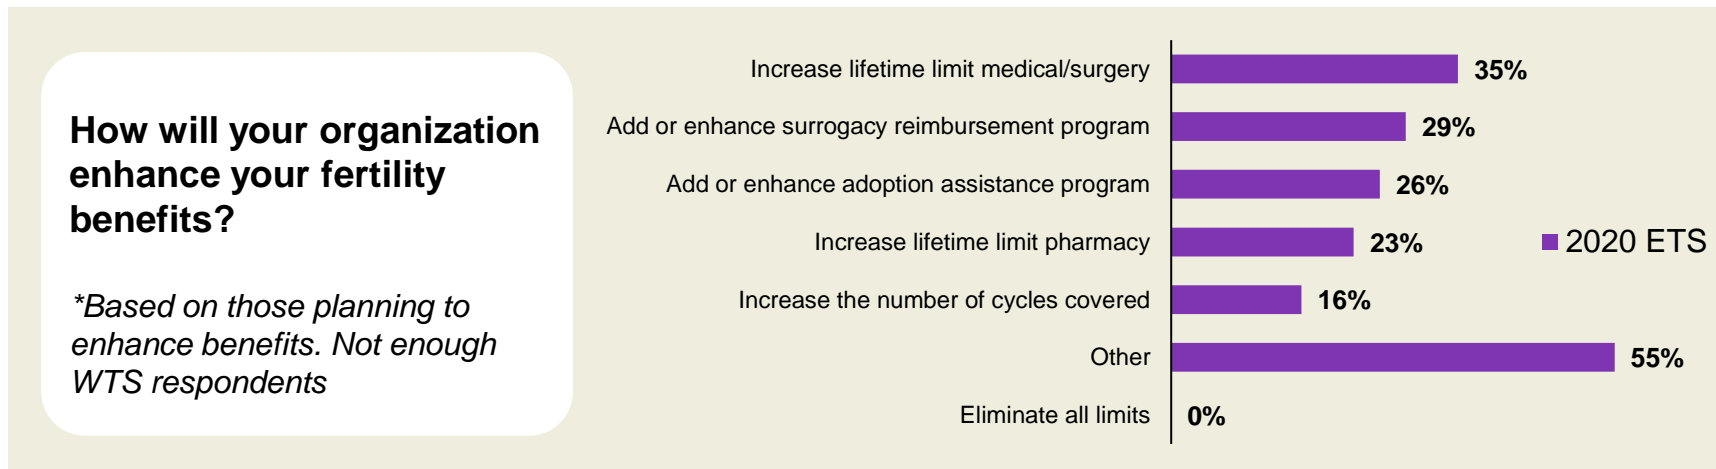 How will your organization
enhance your fertility
benefits?
*Based on those planning to
enhance benefits. Not enough
WTS respondents
Increase lifetime limit medical/surgery 35%
Add or enhance surrogacy reimbursement program 29%
Add or enhance adoption assistance program 26%
Increase lifetime limit pharmacy 23%
Increase the number of cycles covered 16%
Other 55%
Eliminate all limits 0%
2020 ETS